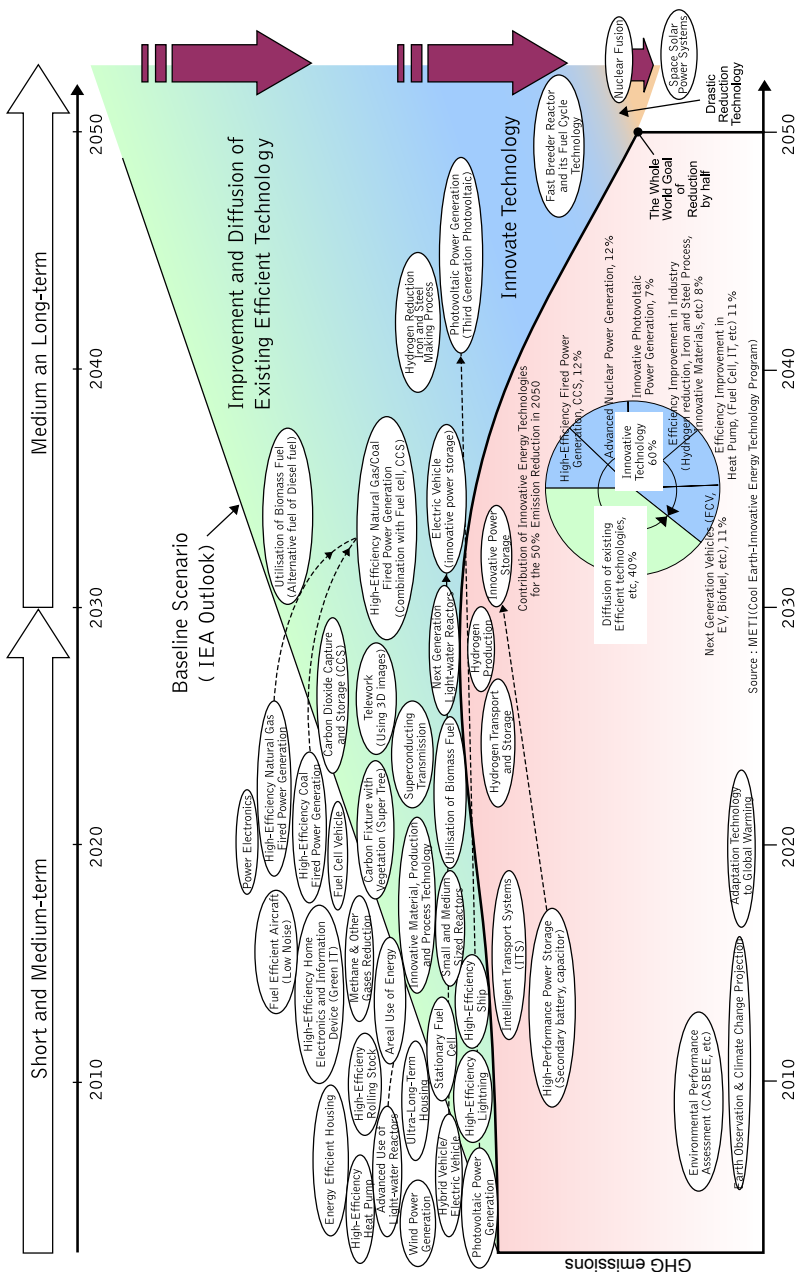 Short and Medium-term
Medium an Long-term
2010
2020
2030
2040
2050
Baseline Scenario
( IEA Outlook)
Improvement and Diffusion of
Existing Efficient Technology
Innovate Technology
Power Electronics
High-Efficiency Natural Gas
Fired Power Generation
Utilisation of Biomass Fuel
(Alternative fuel of Diesel fuel)
Fuel Efficient Aircraft
(Low Noise)
High-Efficiency Coal
Fired Power Generation
High-Efficiency Home
Electronics and Information
Device (Green IT)
Fuel Cell Vehicle
Carbon Dioxide Capture
and Storage (CCS)
Energy Efficient Housing
High-Efficiency
Heat Pump
High-Efficieny
Rolling Stock
Methane & Other
Gases Reduction
Carbon Fixture with
Vegetation (Super Tree)
Telework
(Using 3D images)
High-Efficiency Natural Gas/Coal
Fired Power Generation
(Combination with Fuel cell, CCS)
Advanced Use of
Light-water Reactors
Areal Use of Energy
Wind Power
Generation
Ultra-Long-Term
Housing
Innovative Material, Production
and Process Technology
Superconducting
Transmission
Hydrogen Reduction
Iron and Steel
Making Process
Hybrid Vehicle/
Electric Vehicle
Stationary Fuel
Cell
Small and Medium
Sized Reactors
Utilisation of Biomass Fuel
Next Generation
Light-water Reactors
Electric Vehicle
(innovative power storage)
Photovoltaic Power Generation
(Third Generation Photovoltaic)
Photovoltaic Power
Generation
High-Efficiency
Lightning
High-Efficiency
Ship
Hydrogen
Production
Hydrogen Transport
and Storage
Innovative Power
Storage
Intelligent Transport Systems
(ITS)
High-Performance Power Storage
(Secondary battery, capacitor)
Fast Breeder Reactor
and its Fuel Cycle
Technology
Nuclear Fusion
Space Solar
Power Systems
Drastic
Reduction
Technology
The Whole
World Goal
of
Reduction
by half
Contribution of Innovative Energy Technologies
for the 50% Emission Reduction in 2050
High-Efficiency Fired Power
Generation, CCS, 12%
Advanced Nuclear Power Generation, 12%
Innovative Photovoltaic
Power Generation, 7%
Efficiency Improvement in Industry
(Hydrogen reduction, Iron and Steel Process,
Innovative Materials, etc) 8%
Efficiency Improvement in
Heat Pump, (Fuel Cell, IT, etc) 11%
Next Generation Vehicles (FCV,
EV, Biofuel, etc), 11%
Innovative
Technology
60%
Diffusion of existing
Efficient technologies,
etc, 40%
Source : METI(Cool Earth-Innovative Energy Technology Program)
Environmental Performance
Assessment (CASBEE, etc)
Earth Observation & Climate Change Projection
Adaptation Technology
to Global Warming
GHG emissions
2010
2020
2030
2040
2050